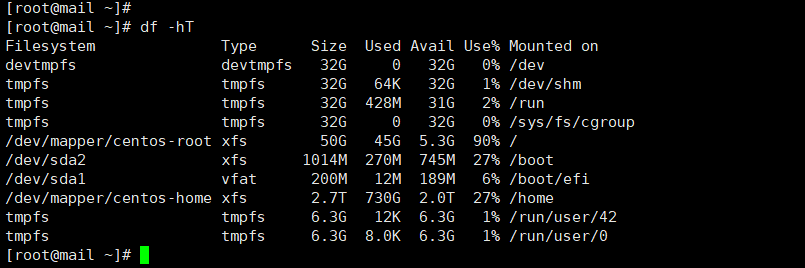 [root@mail ~]#
[root@mail ~]# df -hT
Filesystem              Type      Size  Used Avail Use% Mounted on
devtmpfs                devtmpfs   32G     0   32G   0% /dev
tmpfs                   tmpfs      32G   64K   32G   1% /dev/shm
tmpfs                   tmpfs      32G  428M   31G   2% /run
tmpfs                   tmpfs      32G     0   32G   0% /sys/fs/cgroup
/dev/mapper/centos-root xfs        50G   45G  5.3G  90% /
/dev/sda2               xfs      1014M  270M  745M  27% /boot
/dev/sda1               vfat      200M   12M  189M   6% /boot/efi
/dev/mapper/centos-home xfs       2.7T  730G  2.0T  27% /home
tmpfs                   tmpfs     6.3G   12K  6.3G   1% /run/user/42
tmpfs                   tmpfs     6.3G  8.0K  6.3G   1% /run/user/0
[root@mail ~]#